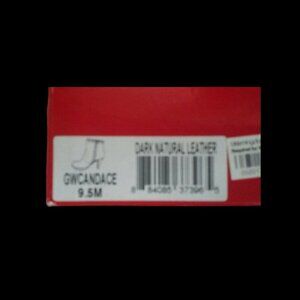 DARK NATURAL LEATHER
GWCANDACE
9.5M
8 84085 37396 5